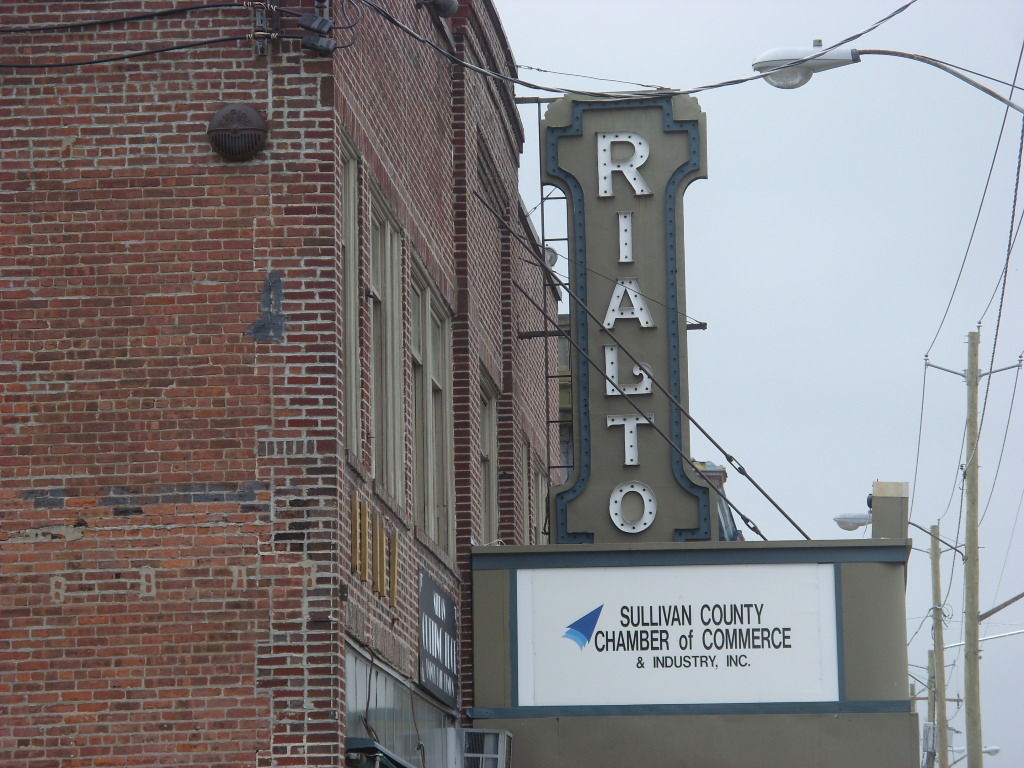 RIALTO
SULLIVAN COUNTY
CHAMBER of COMMERCE
& INDUSTRY, INC.